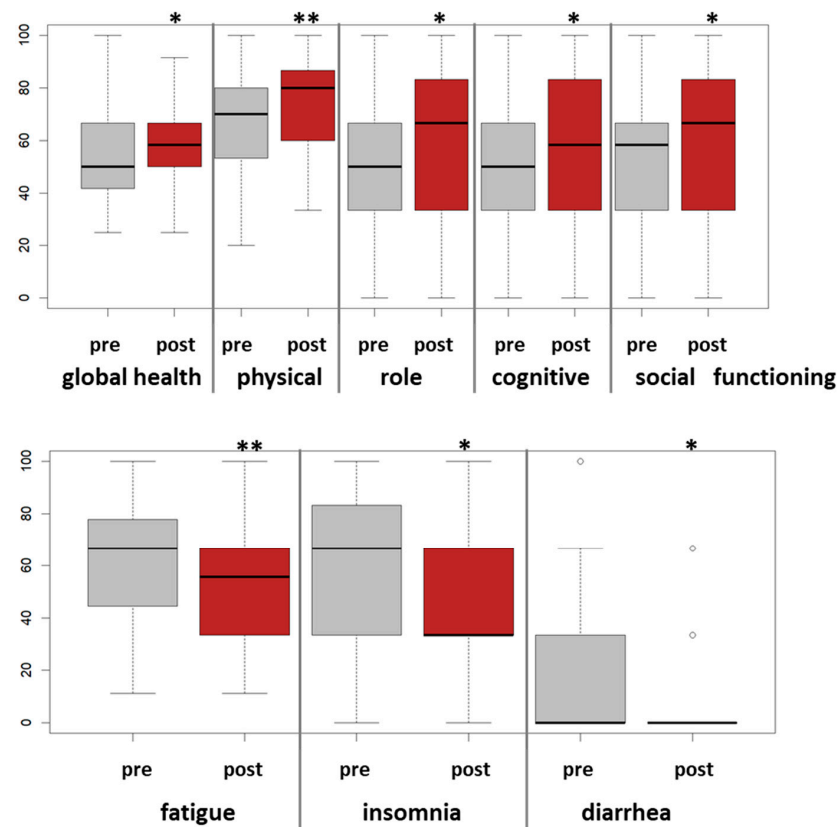 * ** * * *
100
80
60
40
20
0
pre post pre post pre post pre post pre post
global health physical role cognitive social functioning
** * *
100
80
60
40
20
0
pre post pre post pre post
fatigue insomnia diarrhea